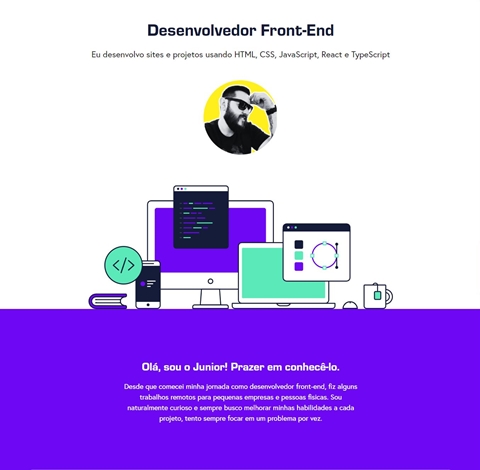 Desenvolvedor Front-End
Eu desenvolvo sites e projetos usando HTML, CSS, JavaScript, React e TypeScript
</>
Olá, sou o Junior! Prazer em conhecê-lo.
Desde que comecei minha jornada como desenvolvedor front-end, fiz alguns
trabalhos remotos para pequenas empresas e pessoas físicas. Sou
naturalmente curioso e sempre busco melhorar minhas habilidades a cada
projeto, tento sempre focar em um problema por vez.